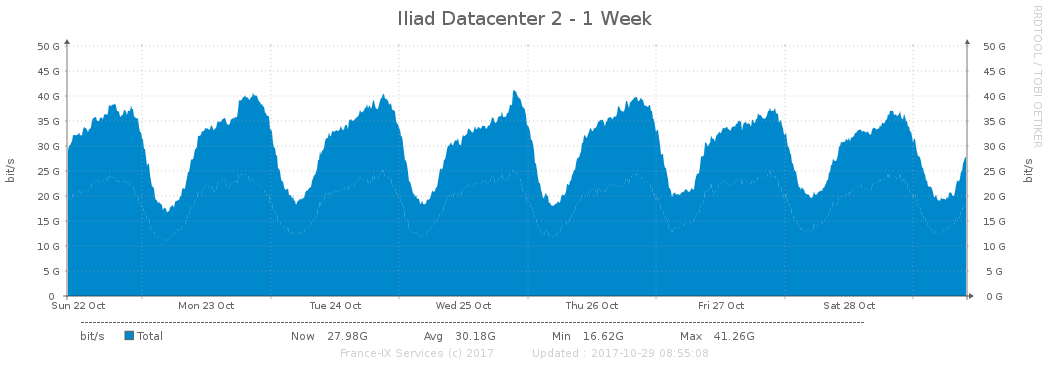 Iliad Datacenter 2 - 1 Week
RRDTOOL / TOBI OETIKER
bit/s
bit/s
50 G 50 G
45 G 45 G
40 G 40 G
35 G 35 G
30 G 30 G
25 G 25 G
20 G 20 G
15 G 15 G
10 G 10 G
5 G 5 G
0 0 G
Sun 22 Oct Mon 23 Oct Tue 24 Oct Wed 25 Oct Thu 26 Oct Fri 27 Oct Sat 28 Oct
bit/s Total Now 27.98G Avg 30.18G Min 16.62G Max 41.26G
France-IX Services (c) 2017 Updated : 2017-10-29 08:55:08